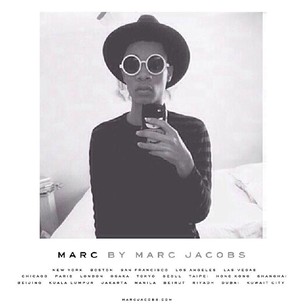 MARC BY MARC JACOBS
NEW YORK BOSTON SAN FRANCISCO LOS ANGELES LAS VEGAS
CHICAGO PARIS LONDON OSAKA TOKYO SEOUL TAIPEI HONG KONG SHANGHAI
BEIJING KUALA LUMPUR JAKARTA MANILA BEIRUT RIYADH DUBAI KUWAIT CITY
MARCJACOBS.COM